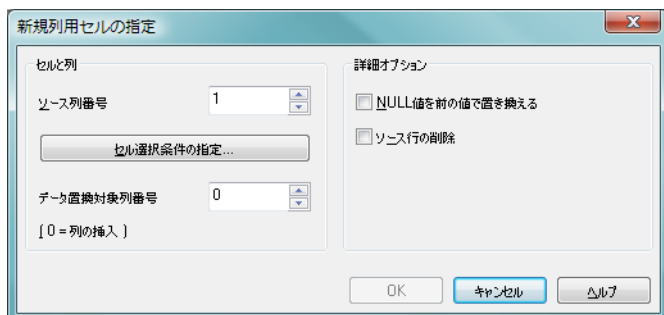 新規列用セルの指定
セルと列
ソース列番号
1
セル選択条件の指定...
データ置換対象列番号
0
[ 0 = 列の挿入 ]
詳細オプション
NULL値を前の値で置き換える
ソース行の削除
OK
キャンセル
ヘルプ